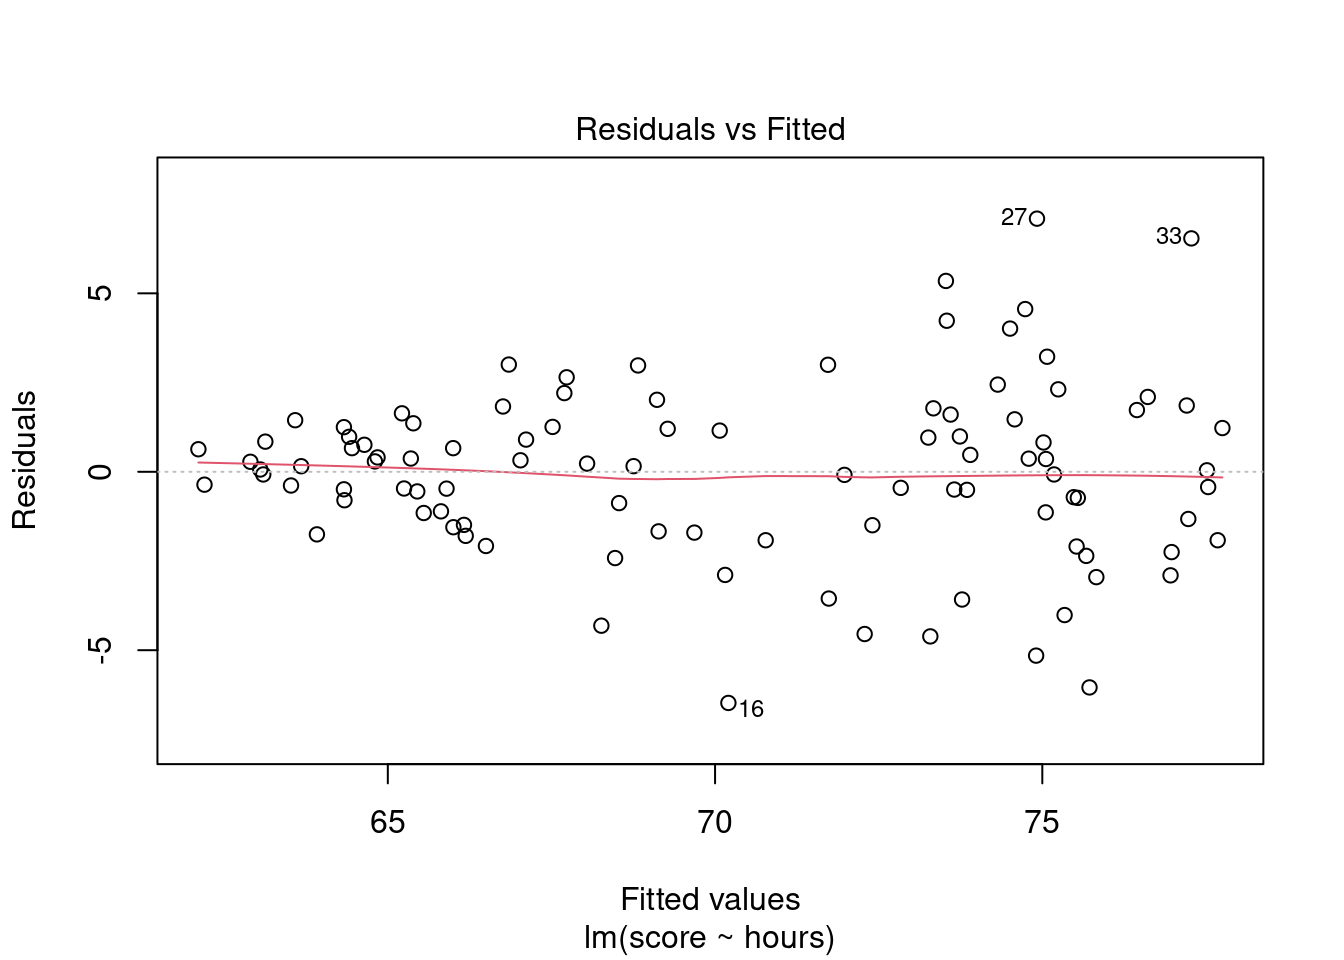 Residuals vs Fitted
27
33
16
5
0
-5
Residuals
65 70 75
Fitted values
lm(score ~ hours)